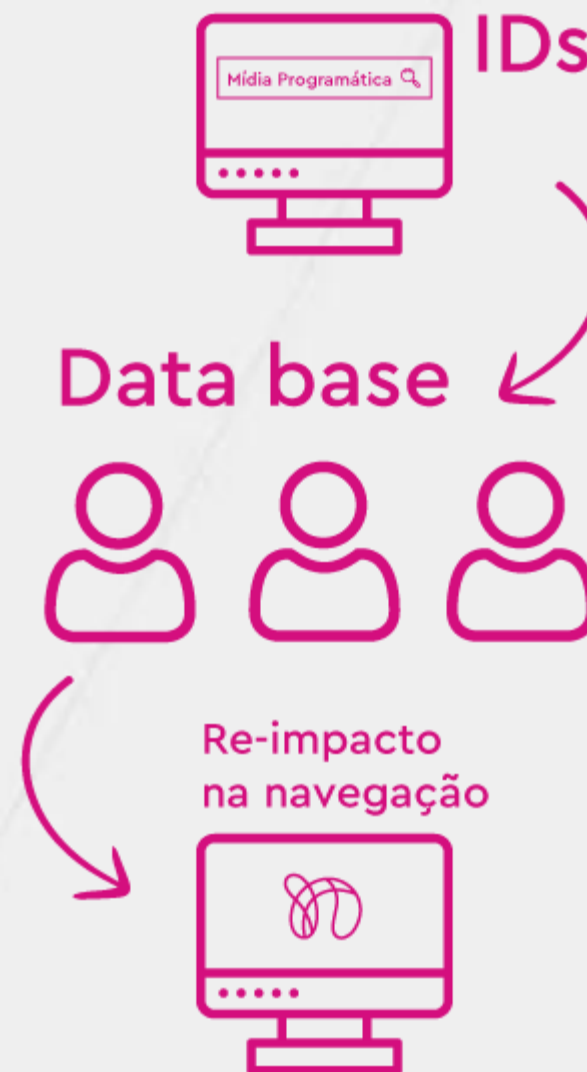 IDs
Mídia Programática
Data base
Re-impacto
na navegação